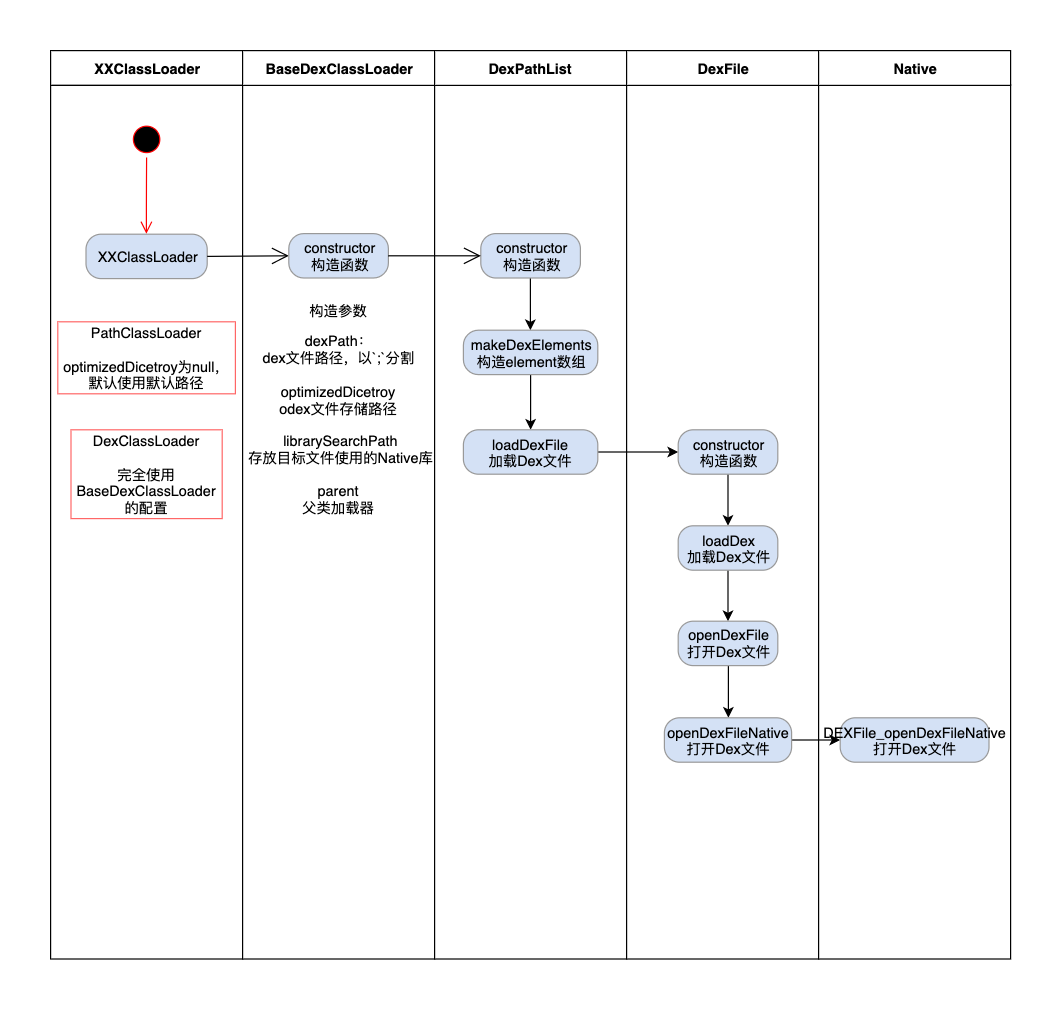 XXClassLoader
BaseDexClassLoader
DexPathList
DexFile
Native
XXClassLoader
constructor
构造函数
constructor
构造函数
PathClassLoader
optimizedDicetroy为null,
默认使用默认路径
DexClassLoader
完全使用
BaseDexClassLoader
的配置
构造参数
dexPath：
dex文件路径，以`;`分割
optimizedDicetroy
odex文件存储路径
librarySearchPath
存放目标文件使用的Native库
parent
父类加载器
makeDexElements
构造element数组
loadDexFile
加载Dex文件
constructor
构造函数
loadDex
加载Dex文件
openDexFile
打开Dex文件
openDexFileNative
打开Dex文件
DEXFile_openDexFileNative
打开Dex文件